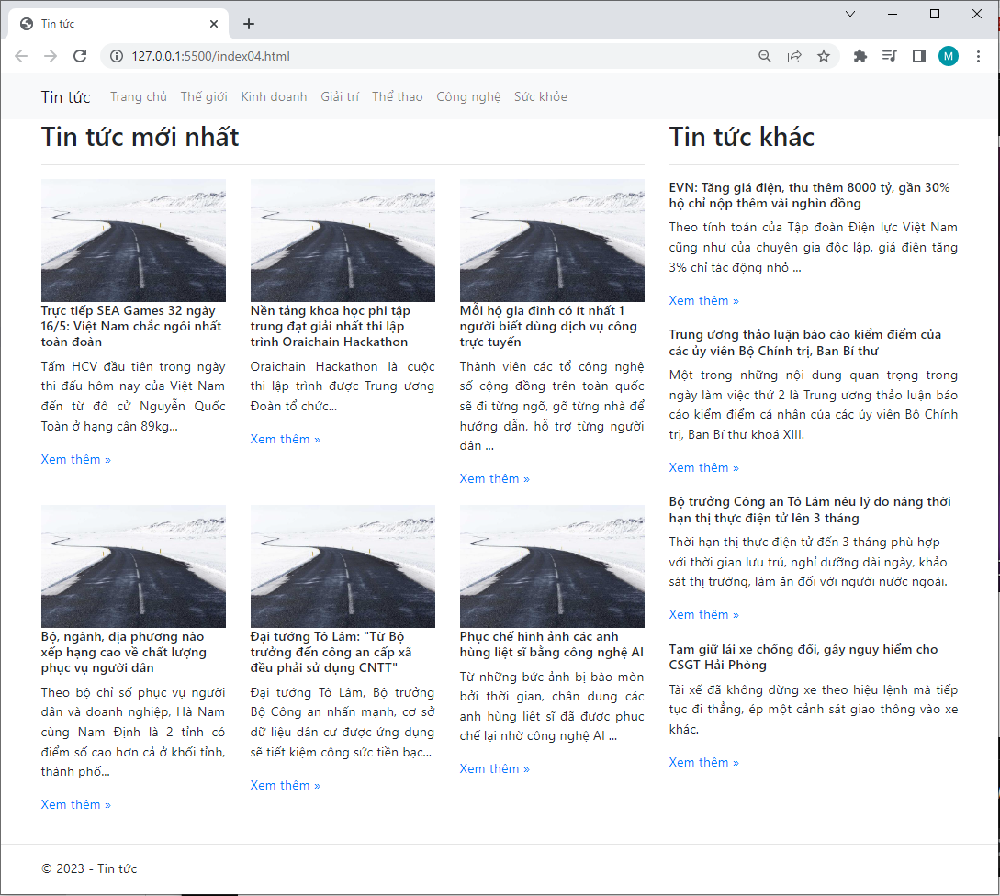 Tin tức
127.0.0.1:5500/index04.html
M
Tin tức Trang chủ Thế giới Kinh doanh Giải trí Thể thao Công nghệ Sức khỏe
Tin tức mới nhất
Trực tiếp SEA Games 32 ngày
16/5: Việt Nam chắc ngôi nhất
toàn đoàn
Tấm HCV đầu tiên trong ngày
thi đấu hôm nay của Việt Nam
đến từ đô cử Nguyễn Quốc
Toàn ở hạng cân 89kg...
Xem thêm »
Nền tảng khoa học phi tập
trung đạt giải nhất thi lập
trình Oraichain Hackathon
Oraichain Hackathon là cuộc
thi lập trình được Trung ương
Đoàn tổ chức...
Xem thêm »
Mỗi hộ gia đình có ít nhất 1
người biết dùng dịch vụ công
trực tuyến
Thành viên các tổ công nghệ
số cộng đồng trên toàn quốc
sẽ đi từng ngõ, gõ từng nhà để
hướng dẫn, hỗ trợ từng người
dân ...
Xem thêm »
Bộ, ngành, địa phương nào
xếp hạng cao về chất lượng
phục vụ người dân
Theo bộ chỉ số phục vụ người
dân và doanh nghiệp, Hà Nam
cùng Nam Định là 2 tỉnh có
điểm số cao hơn cả ở khối tỉnh,
thành phố...
Xem thêm »
Đại tướng Tô Lâm: "Từ Bộ
trưởng đến công an cấp xã
đều phải sử dụng CNTT"
Đại tướng Tô Lâm, Bộ trưởng
Bộ Công an nhấn mạnh, cơ sở
dữ liệu dân cư được ứng dụng
sẽ tiết kiệm công sức tiền bạc...
Xem thêm »
Phục chế hình ảnh các anh
hùng liệt sĩ bằng công nghệ AI
Từ những bức ảnh bị bào mòn
bởi thời gian, chân dung các
anh hùng liệt sĩ đã được phục
chế lại nhờ công nghệ AI ...
Xem thêm »
Tin tức khác
EVN: Tăng giá điện, thu thêm 8000 tỷ, gần 30%
hộ chỉ nộp thêm vài nghìn đồng
Theo tính toán của Tập đoàn Điện lực Việt Nam
cũng như của chuyên gia độc lập, giá điện tăng
3% chỉ tác động nhỏ ...
Xem thêm »
Trung ương thảo luận báo cáo kiểm điểm của
các ủy viên Bộ Chính trị, Ban Bí thư
Một trong những nội dung quan trọng trong
ngày làm việc thứ 2 là Trung ương thảo luận báo
cáo kiểm điểm cá nhân của các ủy viên Bộ Chính
trị, Ban Bí thư khoá XIII.
Xem thêm »
Bộ trưởng Công an Tô Lâm nêu lý do nâng thời
hạn thị thực điện tử lên 3 tháng
Thời hạn thị thực điện tử đến 3 tháng phù hợp
với thời gian lưu trú, nghỉ dưỡng dài ngày, khảo
sát thị trường, làm ăn đối với người nước ngoài.
Xem thêm »
Tạm giữ lái xe chống đối, gây nguy hiểm cho
CSGT Hải Phòng
Tài xế đã không dừng xe theo hiệu lệnh mà tiếp
tục đi thẳng, ép một cảnh sát giao thông vào xe
khác.
Xem thêm »
© 2023 - Tin tức